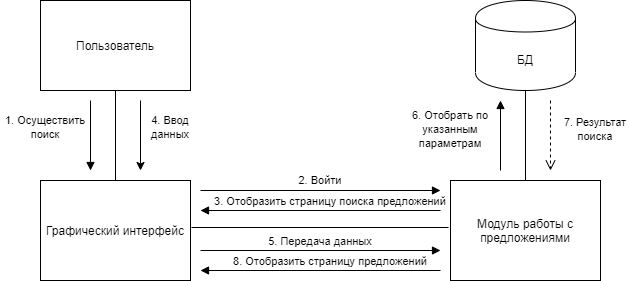 Пользователь
БД
1. Осуществить
поиск
4. Ввод
данных
6. Отобрать по
указанным
параметрам
7. Результат
поиска
2. Войти
3. Отобразить страницу поиска предложений
Графический интерфейс
Модуль работы с
предложениями
5. Передача данных
8. Отобразить страницу предложений